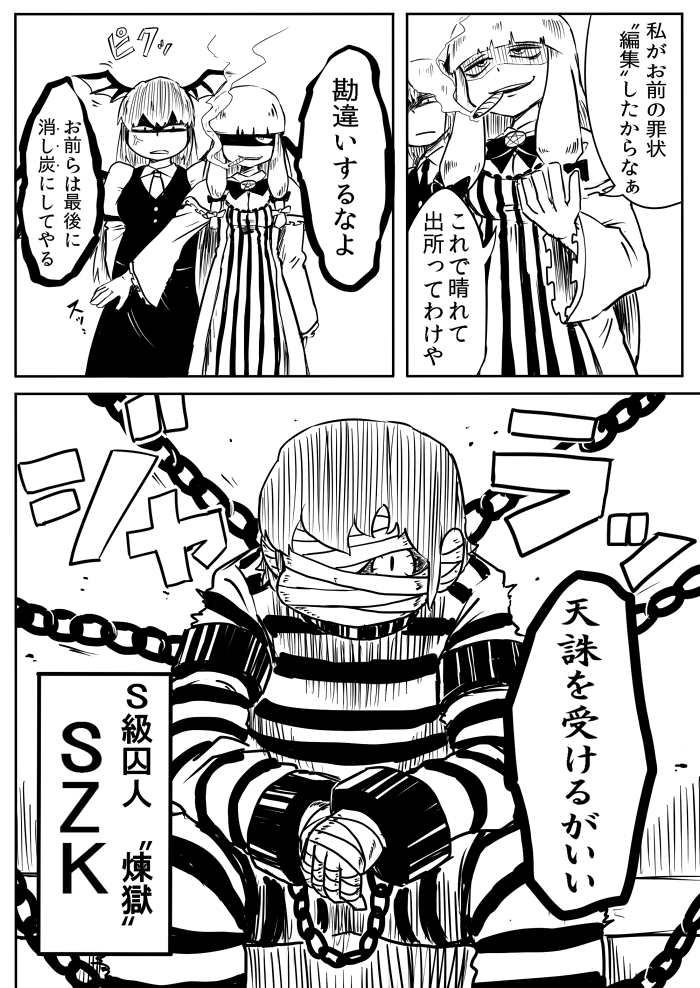 私がお前の罪状
〝編集〟したからなぁ
これで晴れて
出所ってわけや
ピクッ
勘違いするなよ
お前らは最後に
消し炭にしてやる
スッ…
ジャラッ
天誅を受けるがいい
S級囚人〝煉獄〟
SZK